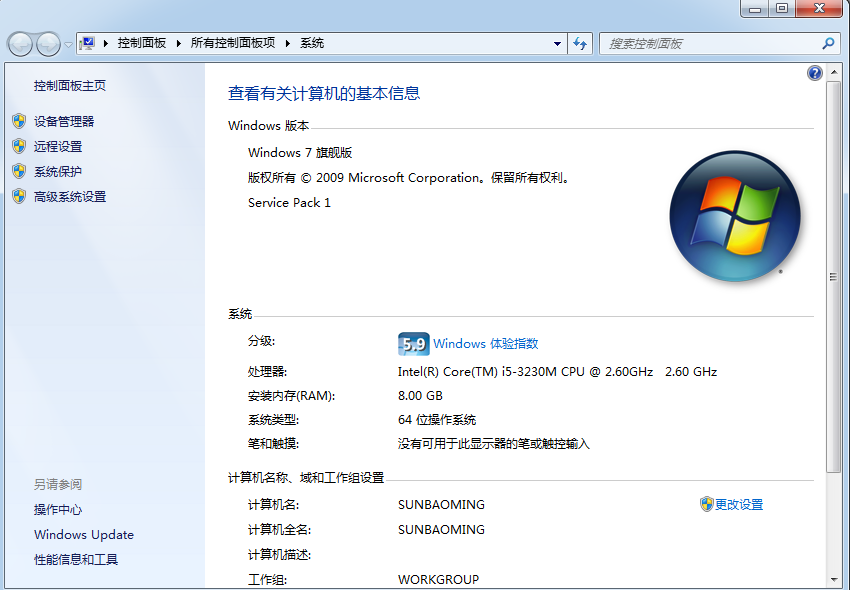 控制面板 所有控制面板项 系统 搜索控制面板
控制面板主页
设备管理器
远程设置
系统保护
高级系统设置
另请参阅
操作中心
Windows Update
性能信息和工具
查看有关计算机的基本信息
Windows 版本
Windows 7 旗舰版
版权所有 © 2009 Microsoft Corporation。保留所有权利。
Service Pack 1
系统
分级: 5.9 Windows 体验指数
处理器: Intel(R) Core(TM) i5-3230M CPU @ 2.60GHz 2.60 GHz
安装内存(RAM): 8.00 GB
系统类型: 64 位操作系统
笔和触摸: 没有可用于此显示器的笔或触控输入
计算机名称、域和工作组设置
计算机名: SUNBAOMING 更改设置
计算机全名: SUNBAOMING
计算机描述:
工作组: WORKGROUP